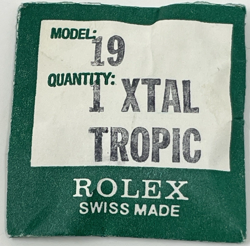 MODEL: 19
QUANTITY: 1 XTAL
TROPIC
ROLEX
SWISS MADE